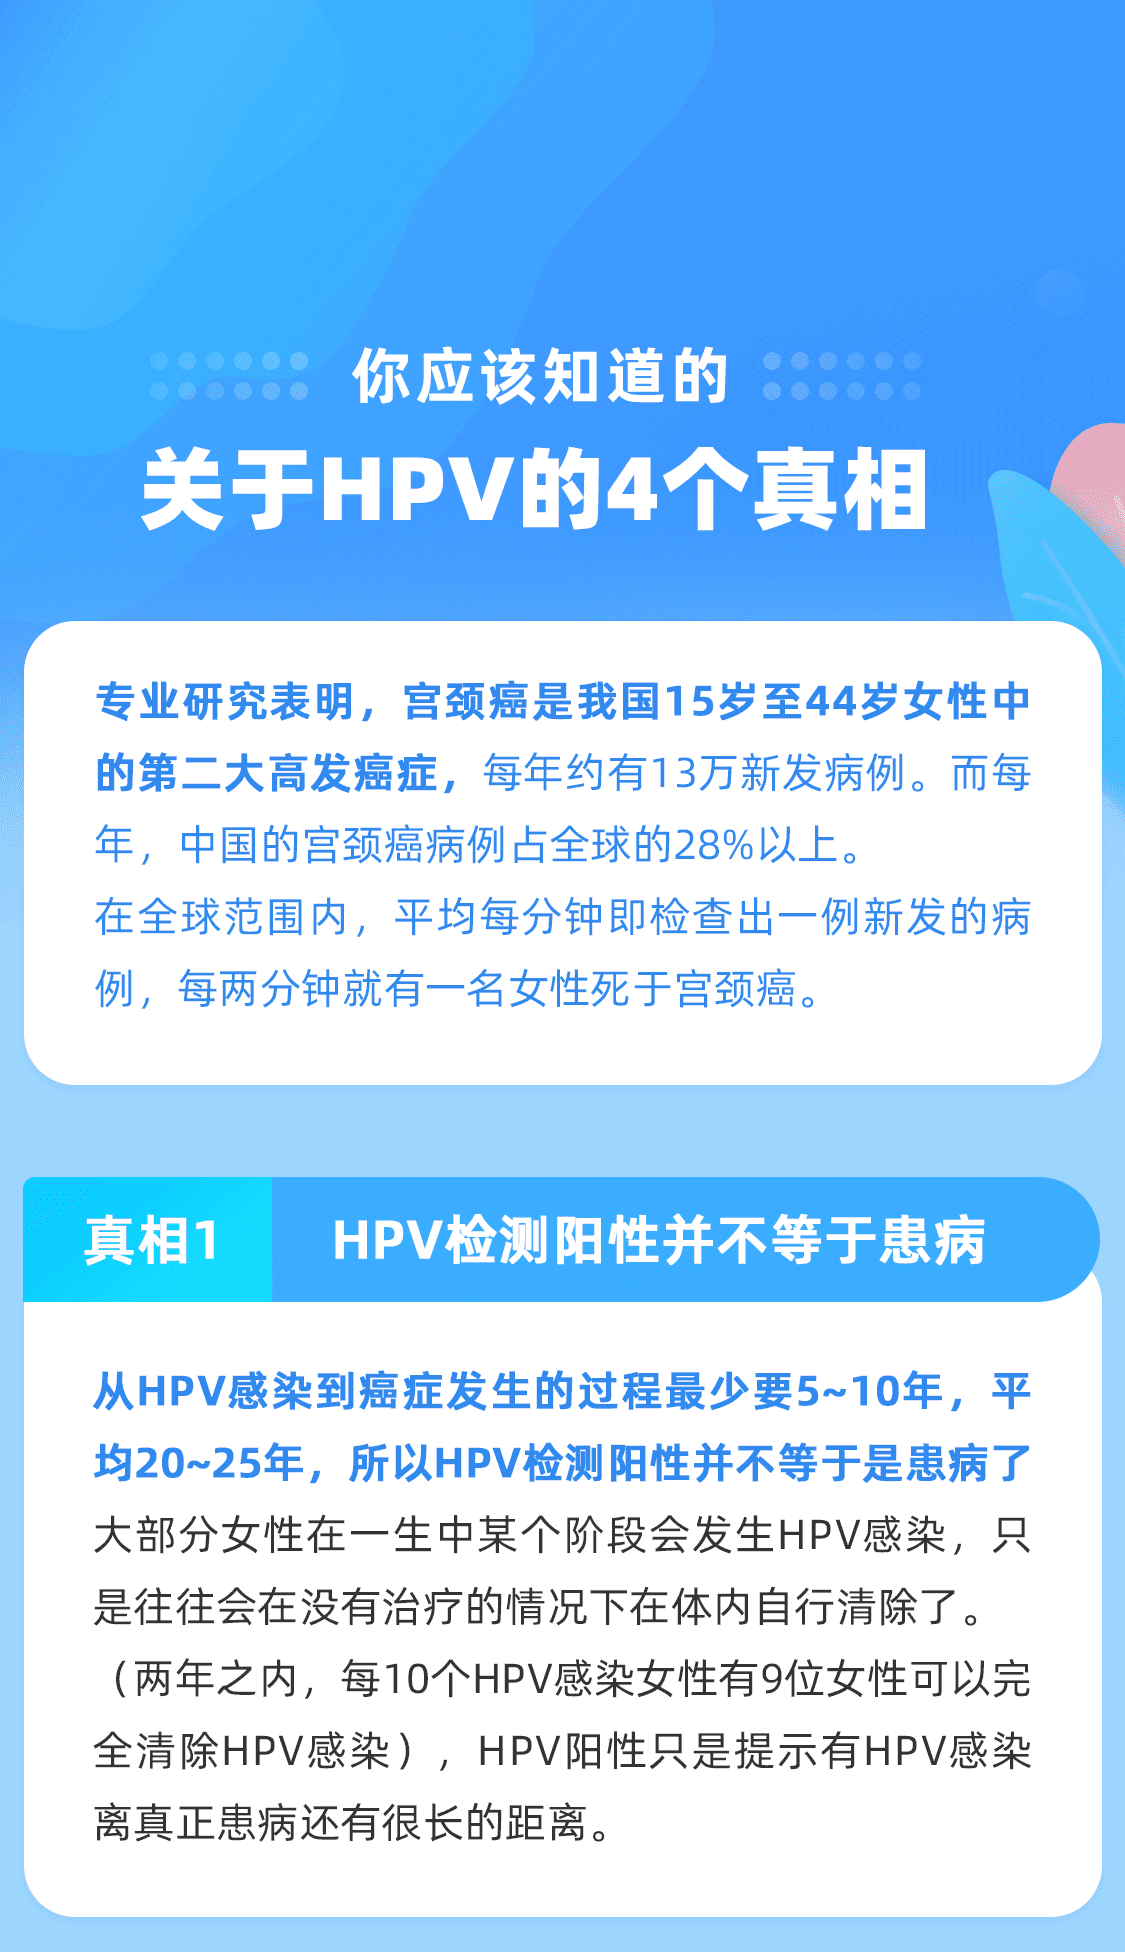 你应该知道的
关于HPV的4个真相
专业研究表明，宫颈癌是我国15岁至44岁女性中
的第二大高发癌症，每年约有13万新发病例。而每
年，中国的宫颈癌病例占全球的28%以上。
在全球范围内，平均每分钟即检查出一例新发的病
例，每两分钟就有一名女性死于宫颈癌。
真相1
HPV检测阳性并不等于患病
从HPV感染到癌症发生的过程最少要5~10年，平
均20~25年，所以HPV检测阳性并不等于是患病了
大部分女性在一生中某个阶段会发生HPV感染，只
是往往会在没有治疗的情况下在体内自行清除了。
（两年之内，每10个HPV感染女性有9位女性可以完
全清除HPV感染），HPV阳性只是提示有HPV感染
离真正患病还有很长的距离。